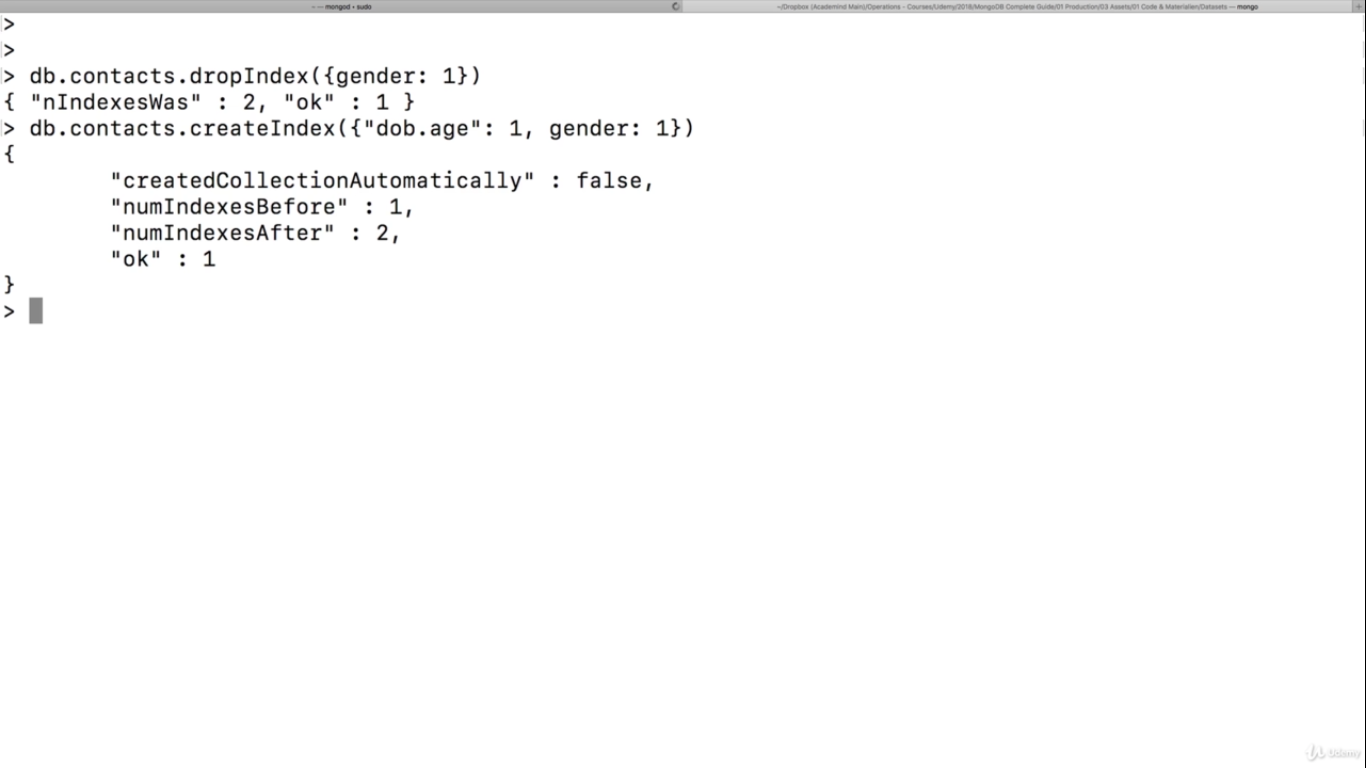 — — mongod • sudo
~/Dropbox (Academind Main)/Operations – Courses/Udemy/2018/MongoDB Complete Guide/01 Production/03 Assets/01 Code & Materialien/Datasets — mongo
>
>
> db.contacts.dropIndex({gender: 1})
{ "nIndexesWas" : 2, "ok" : 1 }
> db.contacts.createIndex({"dob.age": 1, gender: 1})
{
        "createdCollectionAutomatically" : false,
        "numIndexesBefore" : 1,
        "numIndexesAfter" : 2,
        "ok" : 1
}
>
Udemy